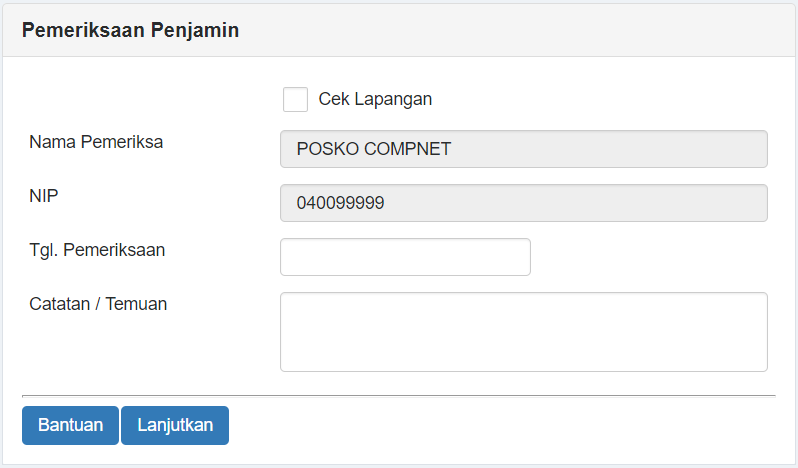 Pemeriksaan Penjamin
Cek Lapangan
Nama Pemeriksa
POSKO COMPNET
NIP
040099999
Tgl. Pemeriksaan
Catatan / Temuan
Bantuan
Lanjutkan